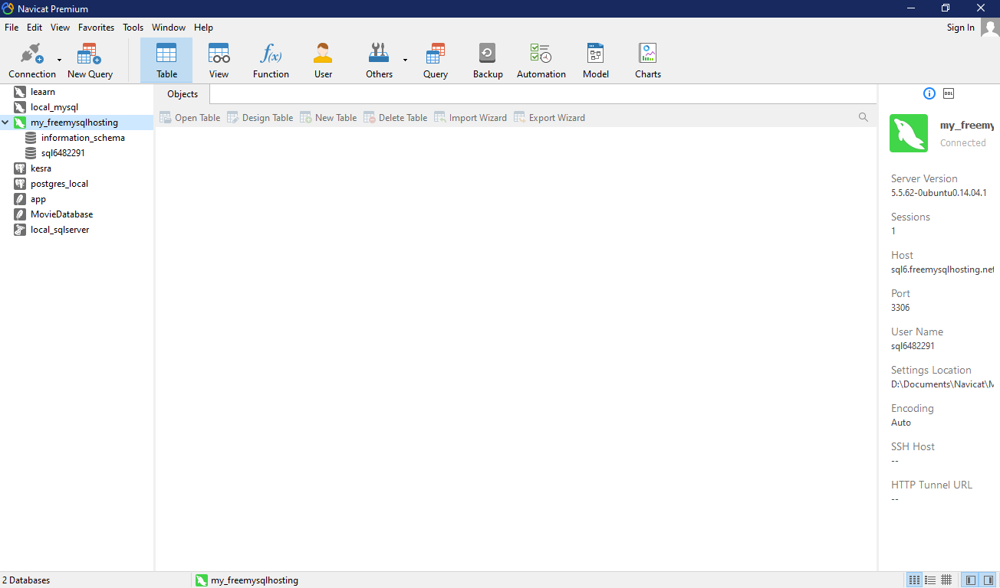 Navicat Premium
File Edit View Favorites Tools Window Help
Sign In
Connection
New Query
Table
View
Function
User
Others
Query
Backup
Automation
Model
Charts
leaarn
local_mysql
my_freemysqlhosting
information_schema
sql6482291
kesra
postgres_local
app
MovieDatabase
local_sqlserver
Objects
Open Table Design Table New Table Delete Table Import Wizard Export Wizard
DDL
my_freemy
Connected
Server Version
5.5.62-0ubuntu0.14.04.1
Sessions
1
Host
sql6.freemysqlhosting.net
Port
3306
User Name
sql6482291
Settings Location
D:\Documents\Navicat\M
Encoding
Auto
SSH Host
--
HTTP Tunnel URL
--
2 Databases
my_freemysqlhosting